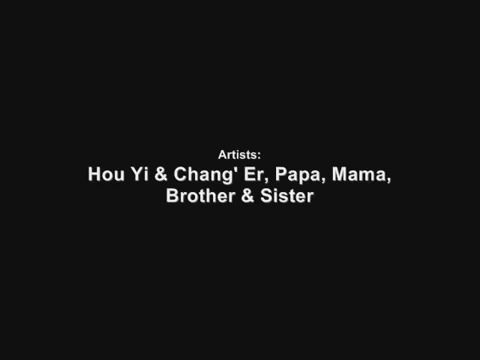 Artists:
Hou Yi & Chang' Er, Papa, Mama,
Brother & Sister